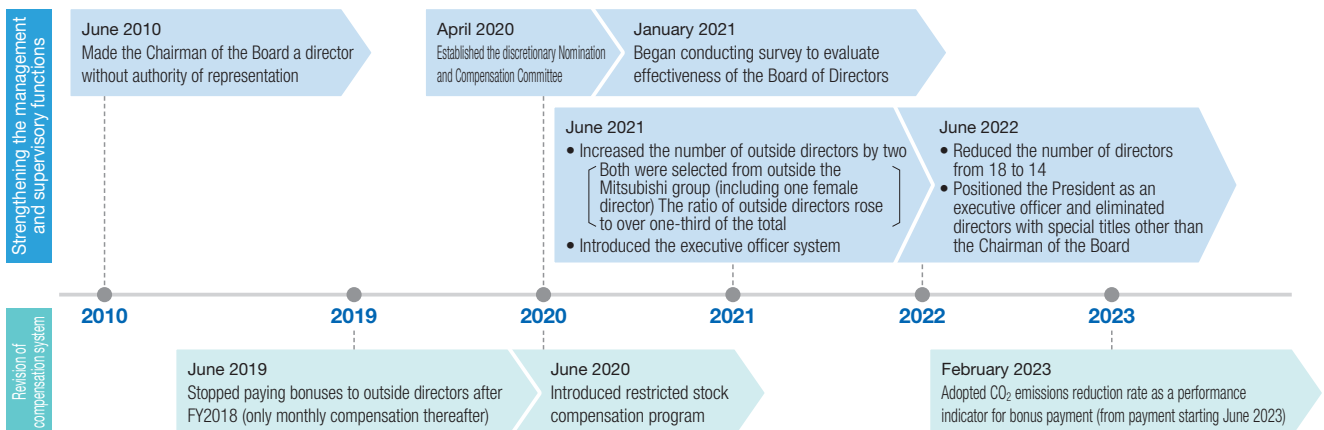 Strengthening the management
and supervisory functions
June 2010
Made the Chairman of the Board a director
without authority of representation
April 2020
Established the discretionary Nomination
and Compensation Committee
January 2021
Began conducting survey to evaluate
effectiveness of the Board of Directors
June 2021
• Increased the number of outside directors by two
Both were selected from outside the
Mitsubishi group (including one female
director) The ratio of outside directors rose
to over one-third of the total
• Introduced the executive officer system
June 2022
• Reduced the number of directors
from 18 to 14
• Positioned the President as an
executive officer and eliminated
directors with special titles other than
the Chairman of the Board
2010
2019
2020
2021
2022
2023
Revision of
compensation system
June 2019
Stopped paying bonuses to outside directors after
FY2018 (only monthly compensation thereafter)
June 2020
Introduced restricted stock
compensation program
February 2023
Adopted CO₂ emissions reduction rate as a performance
indicator for bonus payment (from payment starting June 2023)